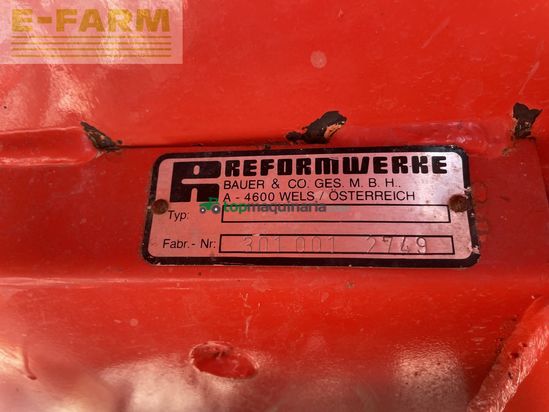 E-FARM
REFORMWERKE
BAUER & CO. GES. M. B. H..
A - 4600 WELS / ÖSTERREICH
Typ:
topmaquinaria
Fabr.- Nr: 301 001 2749